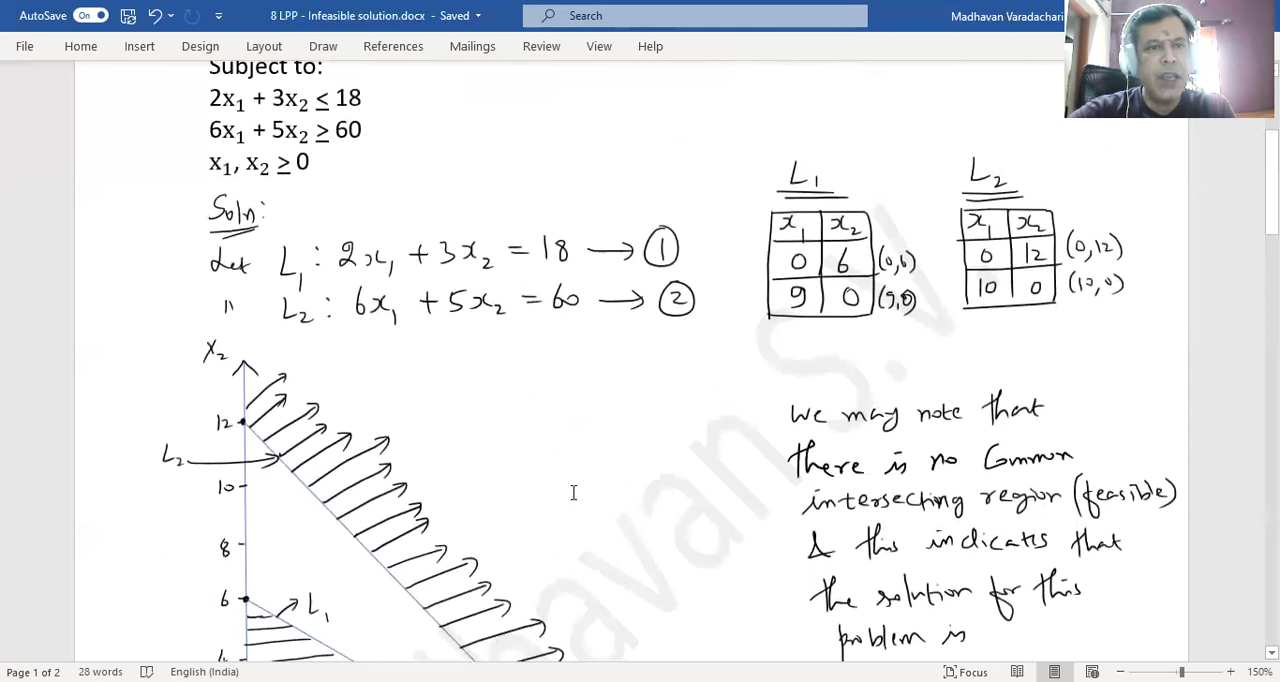 AutoSave On 8 LPP - Infeasible solution.docx - Saved Search Madhavan Varadachari
File Home Insert Design Layout Draw References Mailings Review View Help
Subject to:
2x₁ + 3x₂ ≤ 18
6x₁ + 5x₂ ≥ 60
x₁, x₂ ≥ 0
Soln:
Let L₁ : 2x₁ + 3x₂ = 18 → ①
" L₂ : 6x₁ + 5x₂ = 60 → ②
L₁
x₁ x₂
0 6 (0,6)
9 0 (9,0)
L₂
x₁ x₂
0 12 (0,12)
10 0 (10,0)
X₂
12
L₂
10
8
6
L₁
4
We may note that
there is no Common
intersecting region (feasible)
& this indicates that
the solution for this
problem is
avan S.V
Page 1 of 2 28 words English (India) Focus 150%